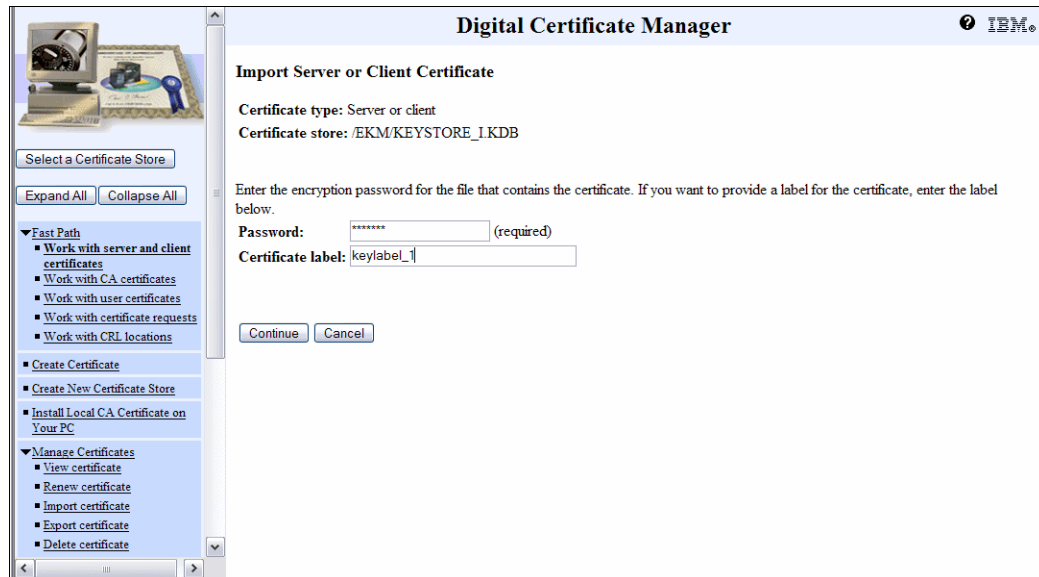 Digital Certificate Manager
IBM®
Select a Certificate Store
Expand All
Collapse All
Fast Path
Work with server and client
certificates
Work with CA certificates
Work with user certificates
Work with certificate requests
Work with CRL locations
Create Certificate
Create New Certificate Store
Install Local CA Certificate on
Your PC
Manage Certificates
View certificate
Renew certificate
Import certificate
Export certificate
Delete certificate
Import Server or Client Certificate
Certificate type: Server or client
Certificate store: /EKM/KEYSTORE_I.KDB
Enter the encryption password for the file that contains the certificate. If you want to provide a label for the certificate, enter the label
below.
Password: ******* (required)
Certificate label: keylabel_1
Continue
Cancel